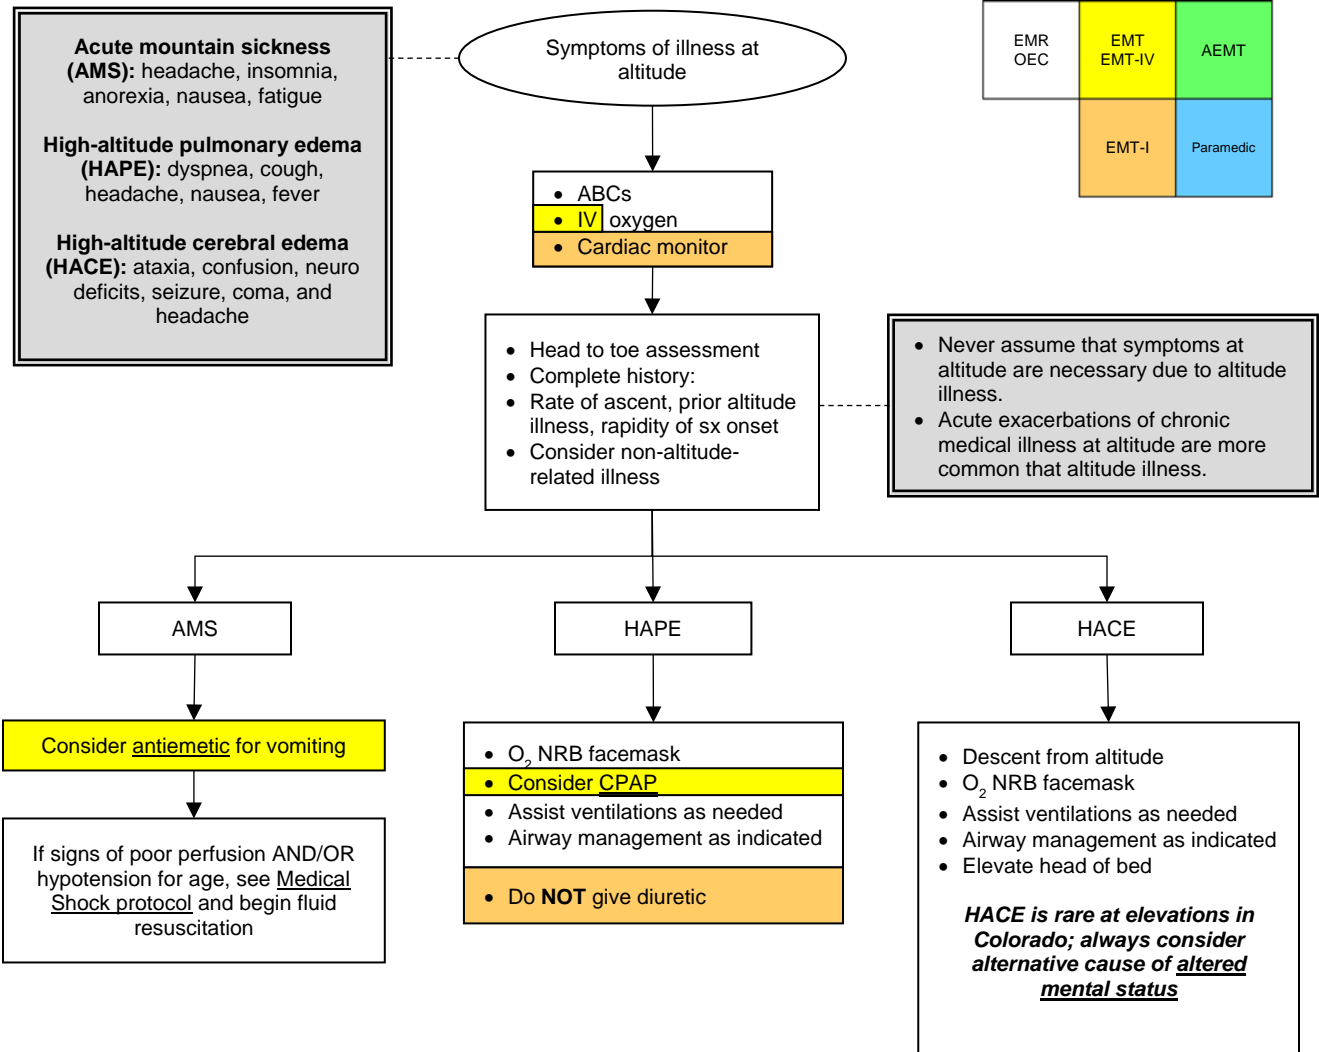 Acute mountain sickness
(AMS): headache, insomnia,
anorexia, nausea, fatigue
High-altitude pulmonary edema
(HAPE): dyspnea, cough,
headache, nausea, fever
High-altitude cerebral edema
(HACE): ataxia, confusion, neuro
deficits, seizure, coma, and
headache
Symptoms of illness at
altitude
EMR
OEC
EMT
EMT-IV
AEMT
EMT-I
Paramedic
• ABCs
• IV oxygen
• Cardiac monitor
• Head to toe assessment
• Complete history:
• Rate of ascent, prior altitude
illness, rapidity of sx onset
• Consider non-altitude-
related illness
• Never assume that symptoms at
altitude are necessary due to altitude
illness.
• Acute exacerbations of chronic
medical illness at altitude are more
common that altitude illness.
AMS
HAPE
HACE
Consider antiemetic for vomiting
If signs of poor perfusion AND/OR
hypotension for age, see Medical
Shock protocol and begin fluid
resuscitation
• O2 NRB facemask
• Consider CPAP
• Assist ventilations as needed
• Airway management as indicated
• Do NOT give diuretic
• Descent from altitude
• O2 NRB facemask
• Assist ventilations as needed
• Airway management as indicated
• Elevate head of bed
HACE is rare at elevations in
Colorado; always consider
alternative cause of altered
mental status